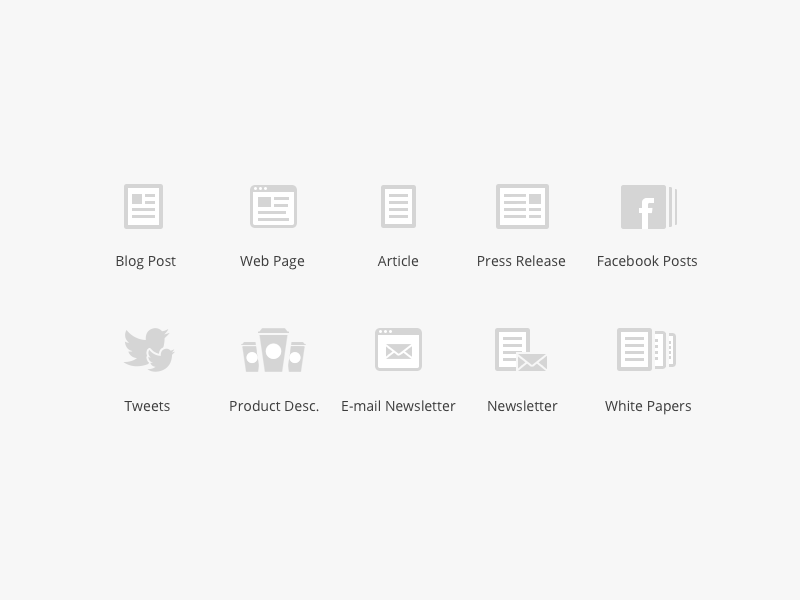 Blog Post
Web Page
Article
Press Release
Facebook Posts
Tweets
Product Desc.
E-mail Newsletter
Newsletter
White Papers